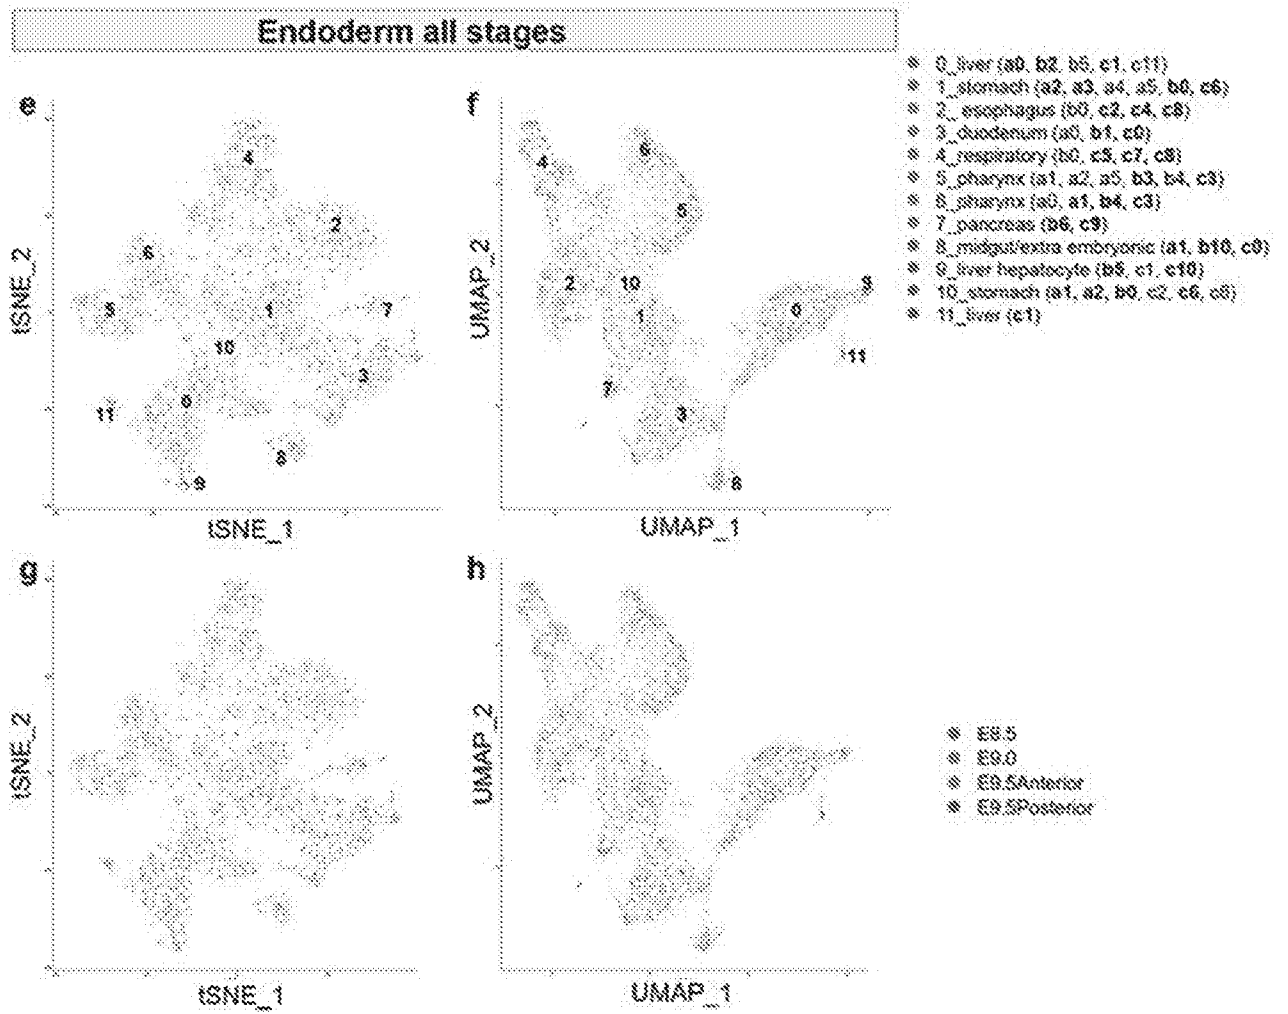 Endoderm all stages
0_liver (a0, b2, b5, c1, c11)
1_stomach (a2, a3, a4, a5, b0, c6)
2_ esophagus (b0, c2, c4, c8)
3_duodenum (a0, b1, c0)
4_respiratory (b0, c5, c7, c8)
5_pharynx (a1, a2, a5, b3, b4, c3)
6_pharynx (a0, a1, b4, c3)
7_pancreas (b6, c9)
8_midgut/extra embryonic (a1, b10, c0)
9_liver hepatocyte (b5, c1, c10)
10_stomach (a1, a2, b0, c2, c6, c8)
11_liver (c1)
e
4
2
6
5
1
7
10
3
0
11
8
9
tSNE_2
tSNE_1
f
4
6
5
2
10
1
0
9
11
7
3
8
UMAP_2
UMAP_1
g
tSNE_2
tSNE_1
h
UMAP_2
UMAP_1
E8.5
E9.0
E9.5Anterior
E9.5Posterior